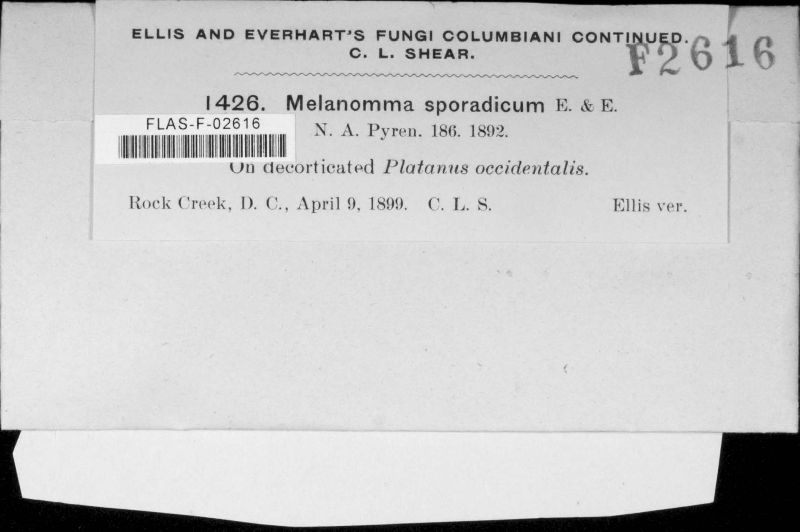 ELLIS AND EVERHART'S FUNGI COLUMBIANI CONTINUED.
C. L. SHEAR.
F2616
1426. Melanomma sporadicum E. & E.
FLAS-F-02616
N. A. Pyren. 186. 1892.
On decorticated Platanus occidentalis.
Rock Creek, D. C., April 9, 1899. C. L. S. Ellis ver.